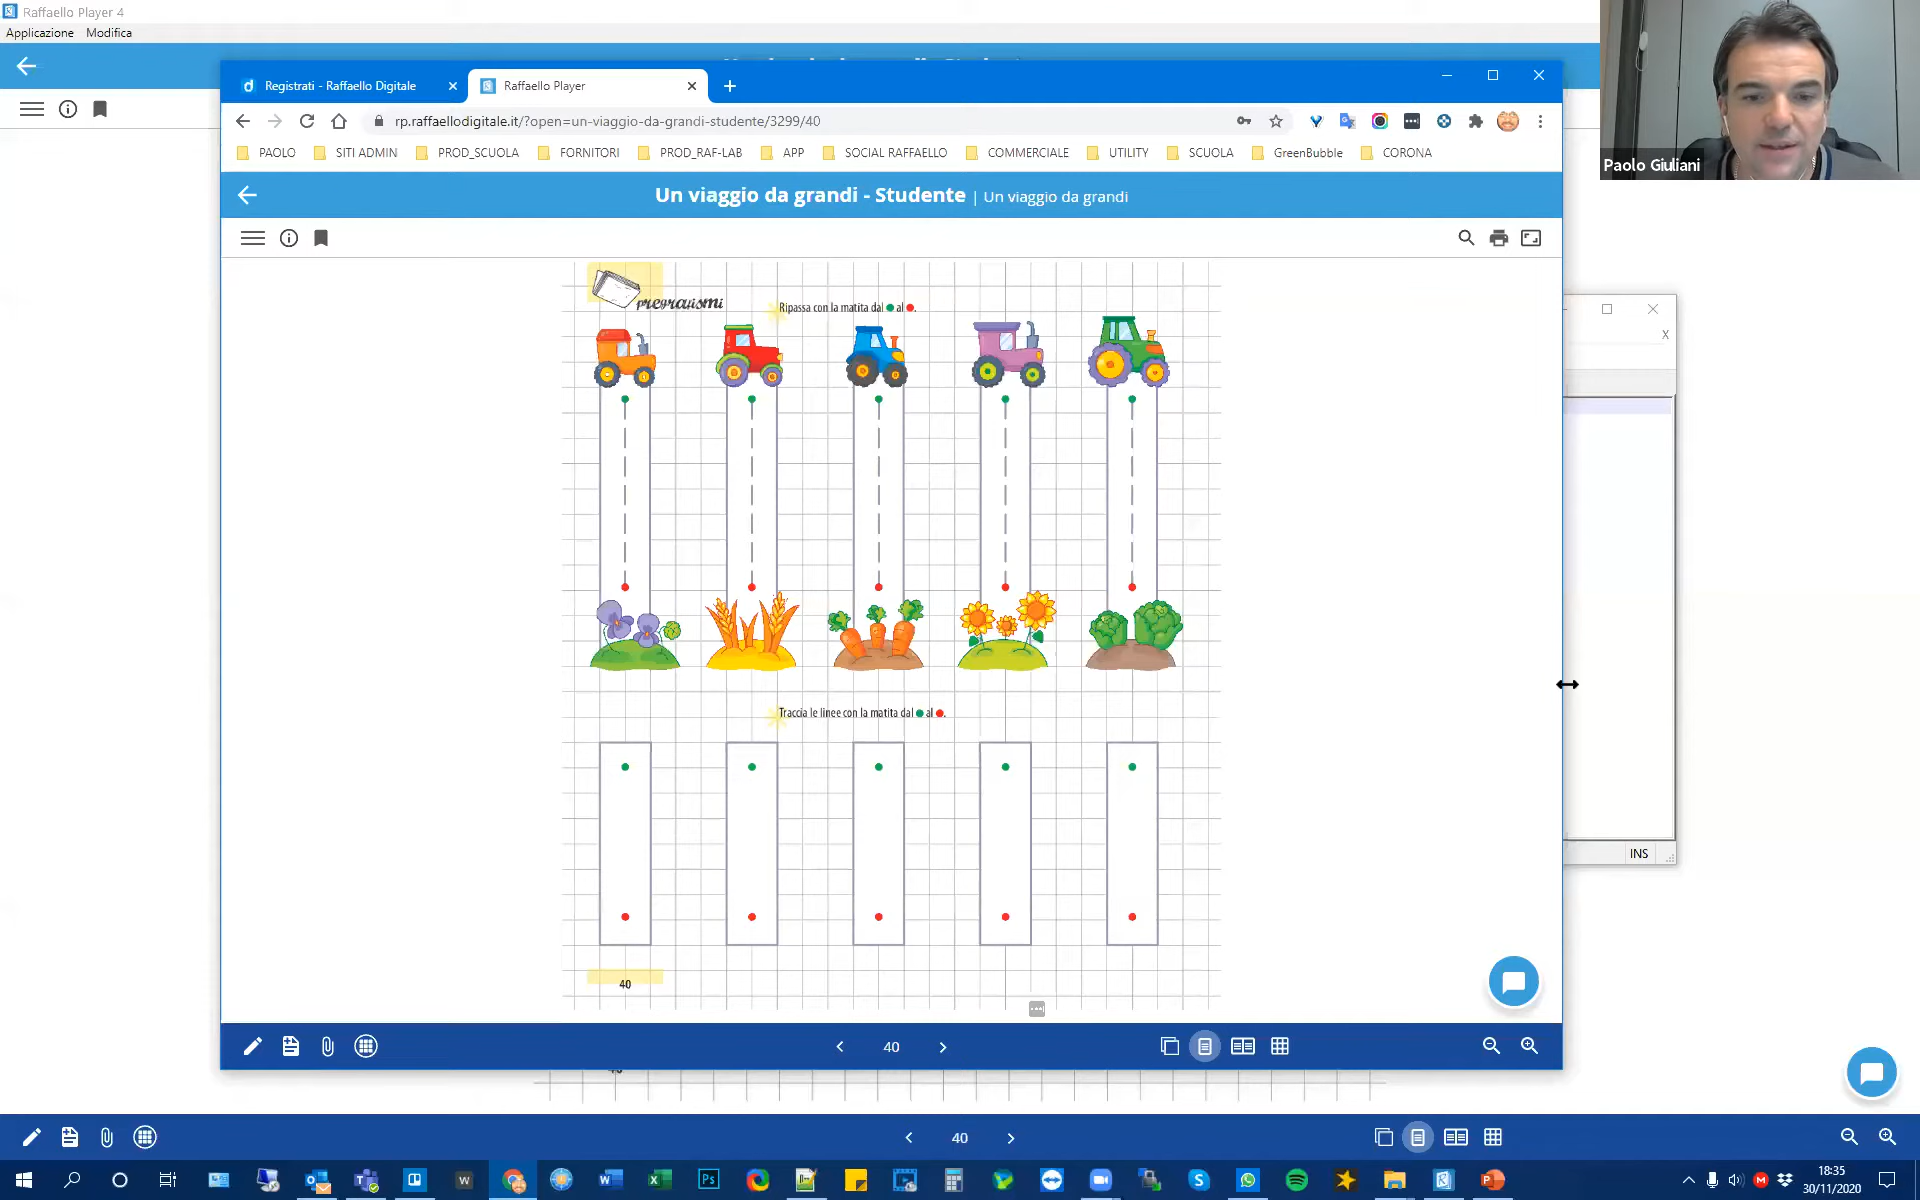 Raffaello Player 4
Applicazione Modifica
Registrati - Raffaello Digitale
Raffaello Player
rp.raffaellodigitale.it/?open=un-viaggio-da-grandi-studente/3299/40
PAOLO SITI ADMIN PROD_SCUOLA FORNITORI PROD_RAF-LAB APP SOCIAL RAFFAELLO COMMERCIALE UTILITY SCUOLA GreenBubble CORONA
Paolo Giuliani
Un viaggio da grandi - Studente | Un viaggio da grandi
pregrafismi
Ripassa con la matita dal al .
X
Traccia le linee con la matita dal al .
INS
40
40
40
18:35
30/11/2020